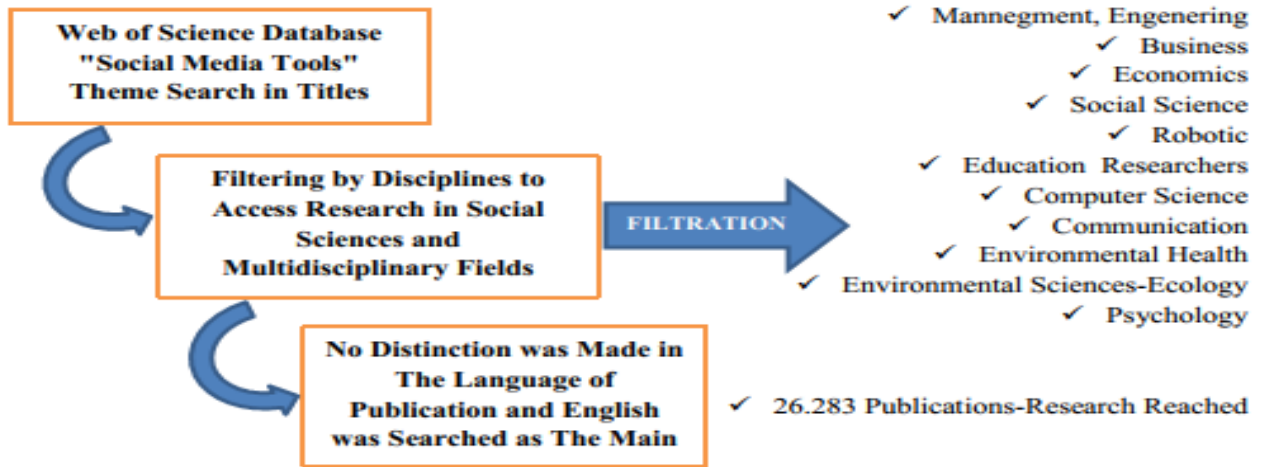 Web of Science Database
"Social Media Tools"
Theme Search in Titles
Filtering by Disciplines to
Access Research in Social
Sciences and
Multidisciplinary Fields
FILTRATION
✓ Mannegment, Engenering
✓ Business
✓ Economics
✓ Social Science
✓ Robotic
✓ Education Researchers
✓ Computer Science
✓ Communication
✓ Environmental Health
✓ Environmental Sciences-Ecology
✓ Psychology
No Distinction was Made in
The Language of
Publication and English
was Searched as The Main
✓ 26.283 Publications-Research Reached